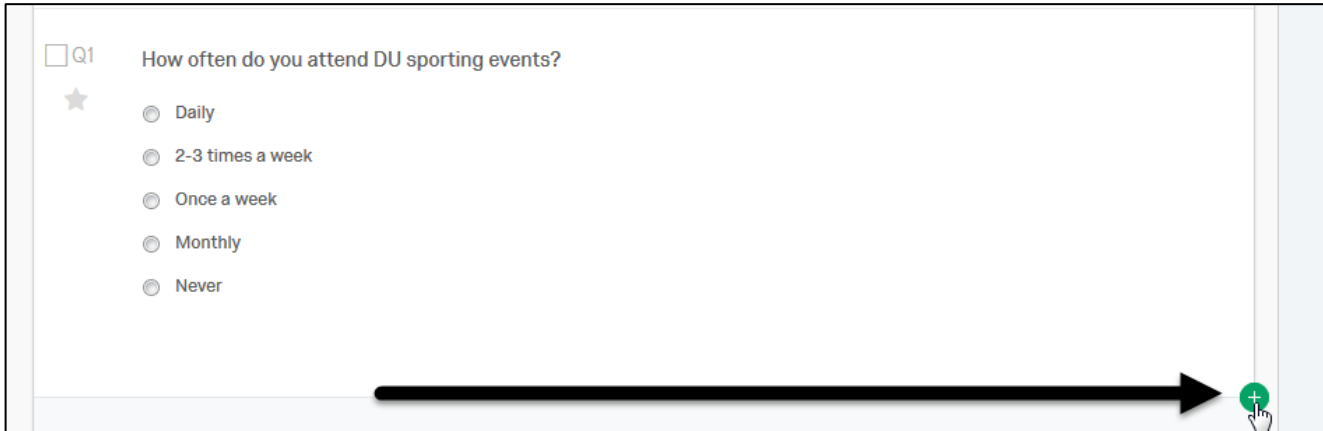 Q1 How often do you attend DU sporting events?
Daily
2-3 times a week
Once a week
Monthly
Never